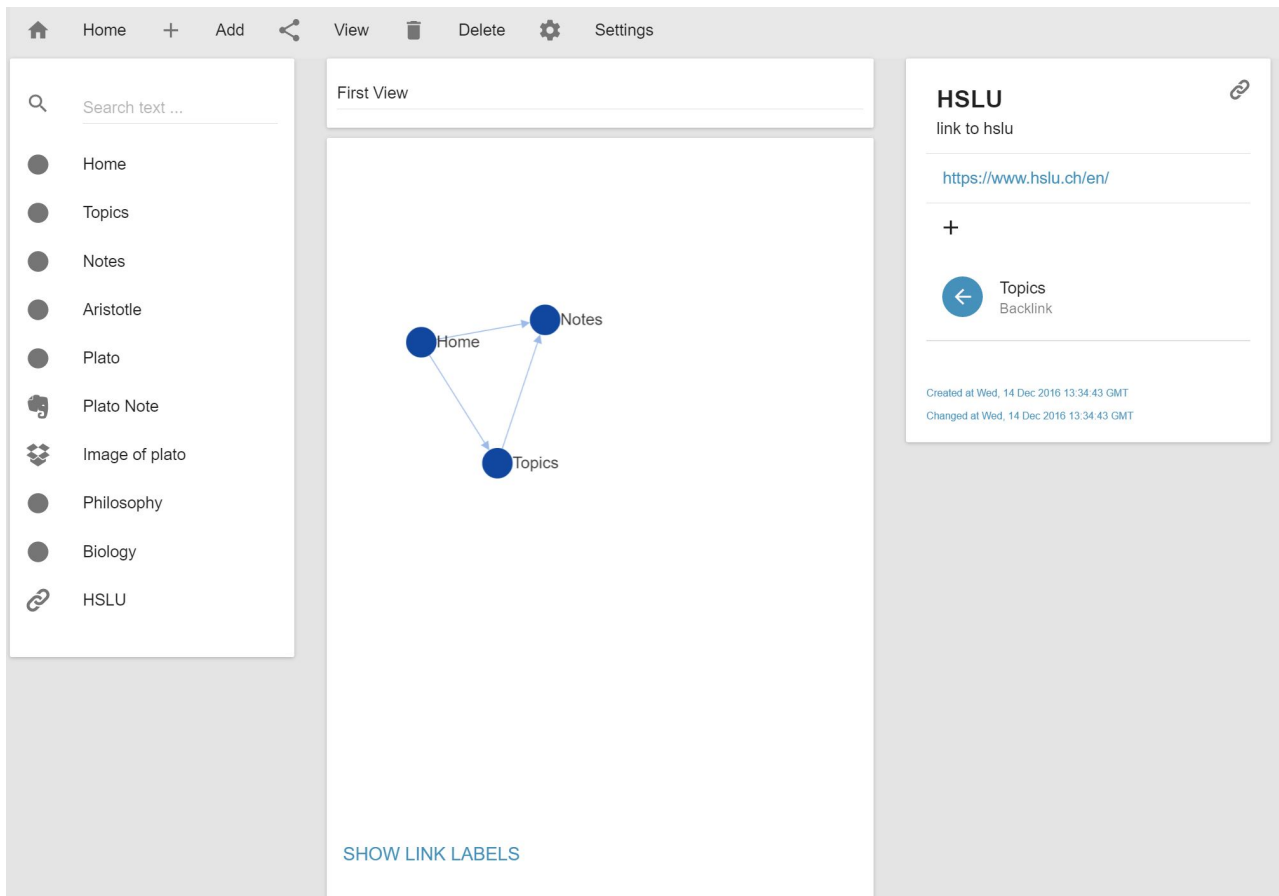 Home Add View Delete Settings
Search text ...
Home
Topics
Notes
Aristotle
Plato
Plato Note
Image of plato
Philosophy
Biology
HSLU
First View
Notes
Home
Topics
SHOW LINK LABELS
HSLU
link to hslu
https://www.hslu.ch/en/
Topics
Backlink
Created at Wed, 14 Dec 2016 13:34:43 GMT
Changed at Wed, 14 Dec 2016 13:34:43 GMT